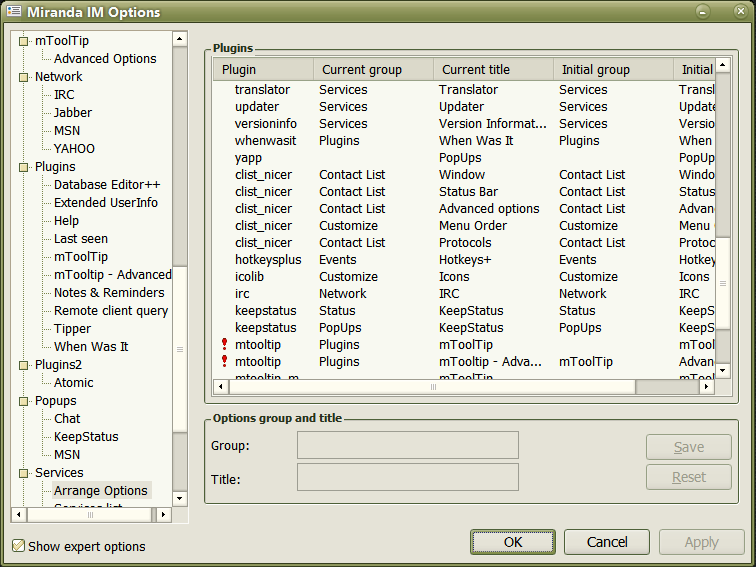 Miranda IM Options
mToolTip
Advanced Options
Network
IRC
Jabber
MSN
YAHOO
Plugins
Database Editor++
Extended UserInfo
Help
Last seen
mToolTip
mTooltip - Advanced
Notes & Reminders
Remote client query
Tipper
When Was It
Plugins2
Atomic
Popups
Chat
KeepStatus
MSN
Services
Arrange Options
Services list
Show expert options
Plugins
Plugin Current group Current title Initial group Initial
translator Services Translator Services Transl
updater Services Updater Services Update
versioninfo Services Version Informat... Services Versio
whenwasit Plugins When Was It Plugins When
yapp PopUps PopUps
clist_nicer Contact List Window Contact List Windo
clist_nicer Contact List Status Bar Contact List Status
clist_nicer Contact List Advanced options Contact List Advan
clist_nicer Customize Menu Order Customize Menu
clist_nicer Contact List Protocols Contact List Protoc
hotkeysplus Events Hotkeys+ Events Hotkey
icolib Customize Icons Customize Icons
irc Network IRC Network IRC
keepstatus Status KeepStatus Status KeepS
keepstatus PopUps KeepStatus PopUps KeepS
mtooltip Plugins mToolTip mTool
mtooltip Plugins mTooltip - Adva... mToolTip Advan
mtooltip_m mToolTip mTool
Options group and title
Group:
Title:
Save
Reset
OK Cancel Apply